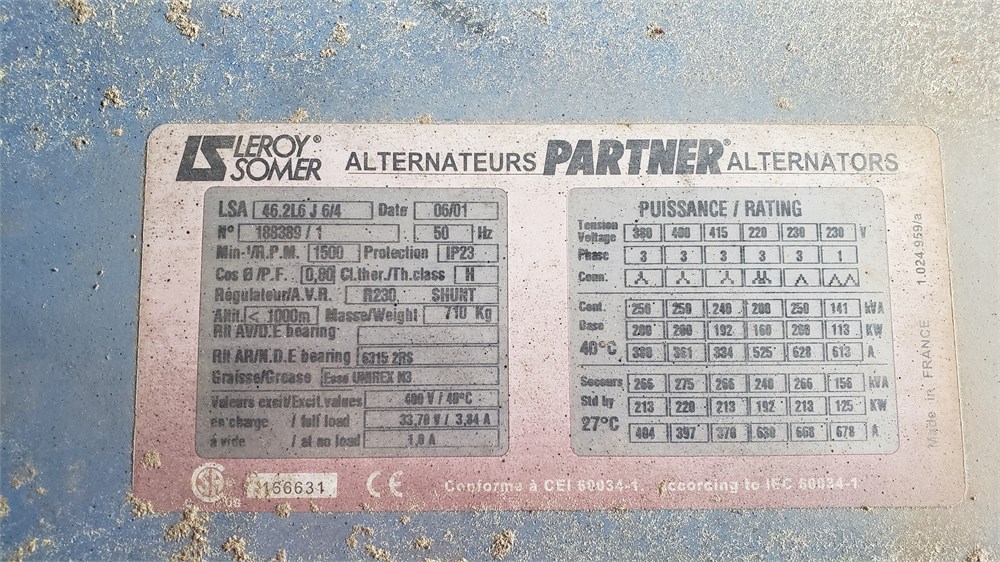 LEROY® SOMER ALTERNATEURS PARTNER® ALTERNATORS
LSA 46.2L6 J 6/4 Date 06/01
N° 188389 / 1 50 Hz
Min-¹/R.P.M. 1500 Protection IP23
Cos Ø /P.F. 0,80 Cl.ther./Th.class H
Régulateur/A.V.R. R230 SHUNT
Altit. < 1000m Masse/Weight 710 Kg
Rlt AV/D.E bearing
Rlt AR/N.D.E bearing 6315 2RS
Graisse/Grease Esso UNIREX N3
Valeurs excit/Excit.values 400 V / 40°C
en charge / full load 33,70 V / 3,84 A
à vide / at no load 1,0 A
PUISSANCE / RATING
Tension
Voltage 380 400 415 220 230 230 V
Phase 3 3 3 3 3 1
Conn.
Cont. 250 250 240 200 250 141 kVA
Base 200 200 192 160 200 113 KW
40°C 380 361 334 525 628 613 A
Secours 266 275 266 240 266 156 kVA
Std by 213 220 213 192 213 125 KW
27°C 404 397 370 630 668 678 A
166631 CE Conforme à CEI 60034-1. According to IEC 60034-1
Made in FRANCE 1.024.959/a